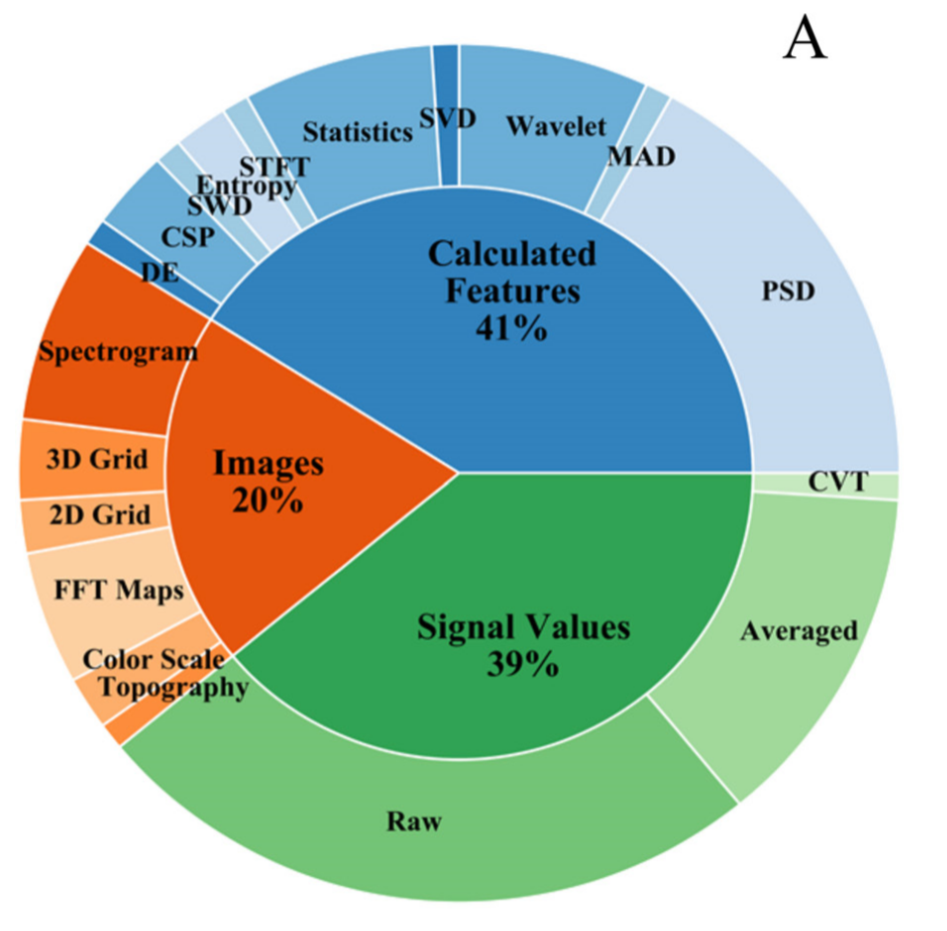 A
Statistics
SVD
Wavelet
MAD
STFT
Entropy
SWD
CSP
DE
Calculated
Features
41%
PSD
Spectrogram
3D Grid
2D Grid
FFT Maps
Color Scale
Topography
Images
20%
CVT
Averaged
Signal Values
39%
Raw